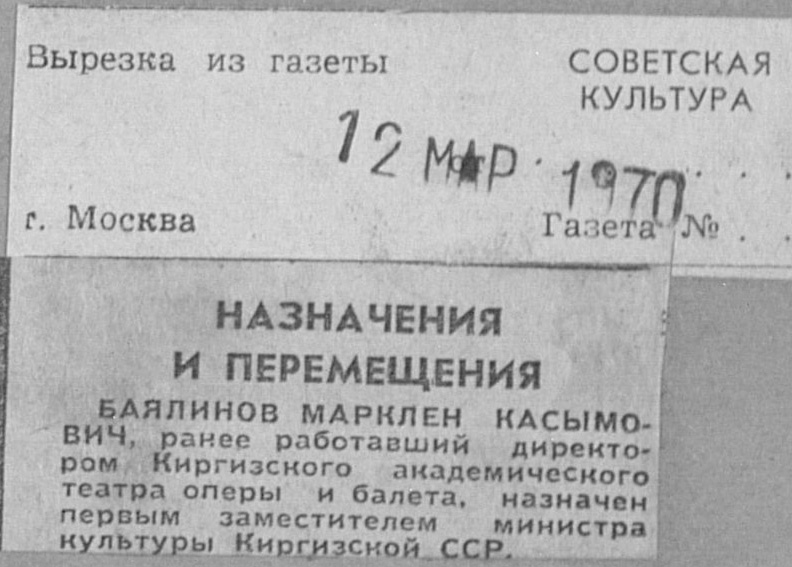 Вырезка из газеты
СОВЕТСКАЯ
КУЛЬТУРА
12 МАР 1970
г. Москва
Газета №
НАЗНАЧЕНИЯ
И ПЕРЕМЕЩЕНИЯ
БАЯЛИНОВ МАРКЛЕН КАСЫМО-
ВИЧ, ранее работавший директо-
ром Киргизского академического
театра оперы и балета, назначен
первым заместителем министра
культуры Киргизской ССР.